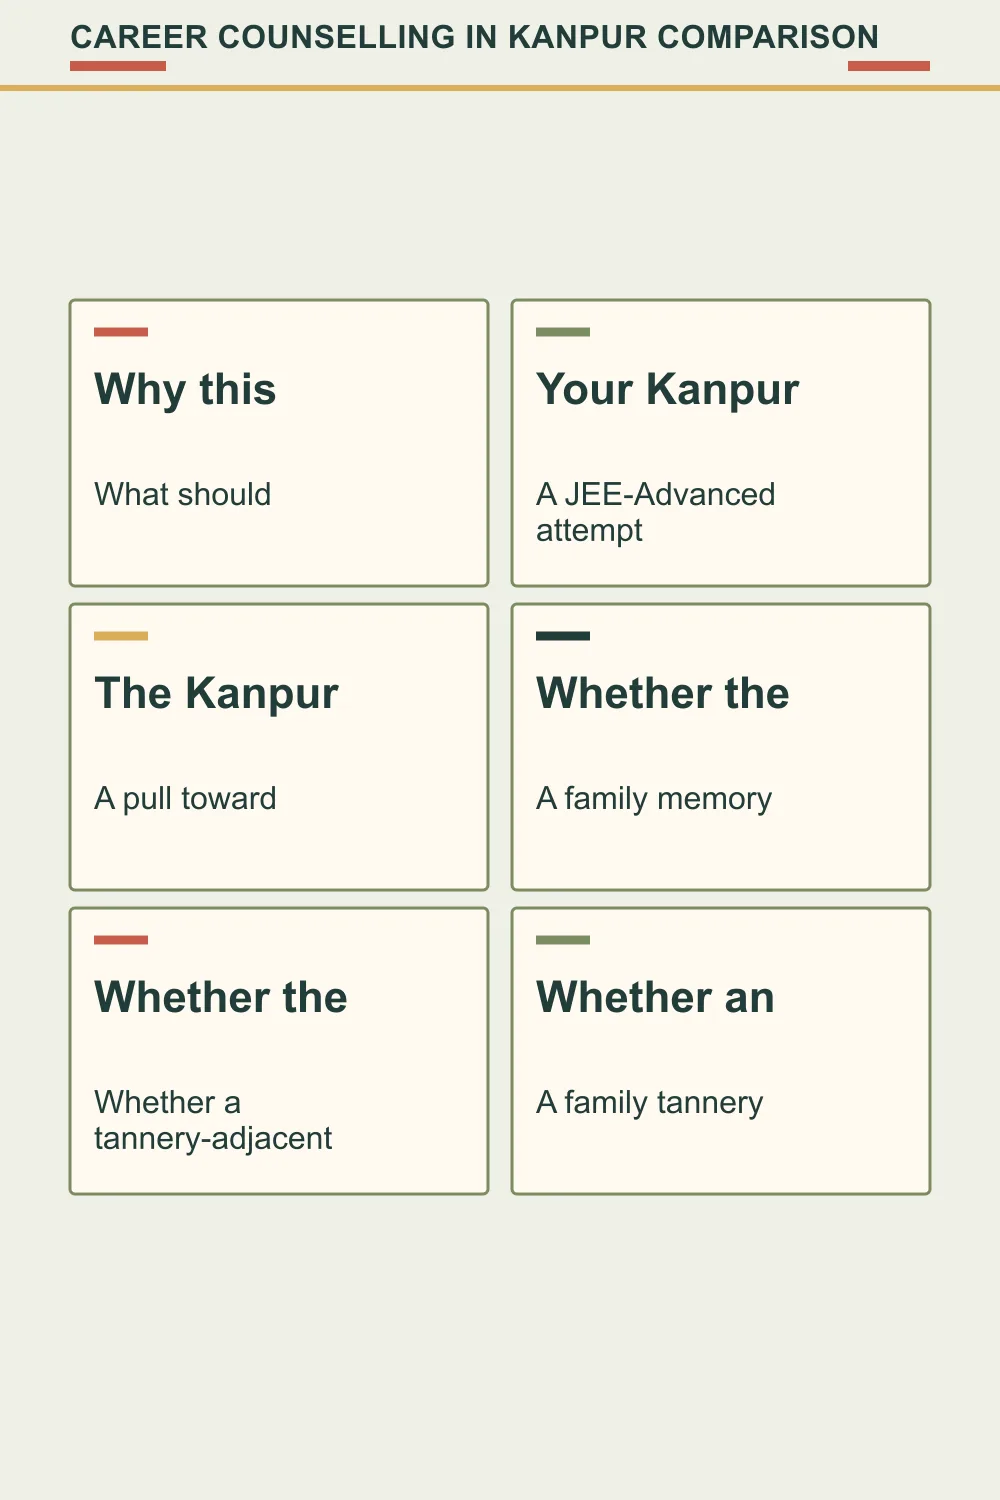 CAREER COUNSELLING IN KANPUR COMPARISON
Why this
What should
Your Kanpur
A JEE-Advanced
attempt
The Kanpur
A pull toward
Whether the
A family memory
Whether the
Whether a
tannery-adjacent
Whether an
A family tannery